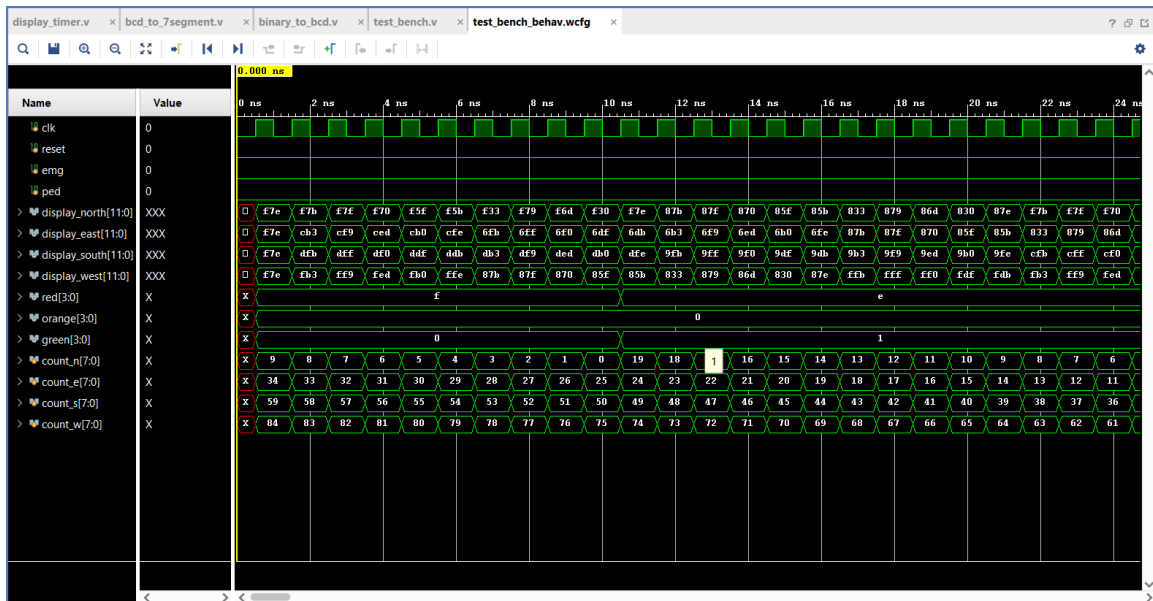 display_timer.v × bcd_to_7segment.v × binary_to_bcd.v × test_bench.v × test_bench_behav.wcfg × ?
0.000 ns
Name Value 0 ns 2 ns 4 ns 6 ns 8 ns 10 ns 12 ns 14 ns 16 ns 18 ns 20 ns 22 ns 24 ns
clk 0
reset 0
emg 0
ped 0
display_north[11:0] XXX f7e f7b f7f f70 f5f f5b f33 f79 f6d f30 f7e 87b 87f 870 85f 85b 833 879 86d 830 87e f7b f7f f70
display_east[11:0] XXX f7e cb3 cf9 ced cb0 cfe 6fb 6ff 6f0 6df 6db 6b3 6f9 6ed 6b0 6fe 87b 87f 870 85f 85b 833 879 86d
display_south[11:0] XXX f7e dfb dff df0 ddf ddb db3 df9 ded db0 dfe 9fb 9ff 9f0 9df 9db 9b3 9f9 9ed 9b0 9fe cfb cff cf0
display_west[11:0] XXX f7e fb3 ff9 fed fb0 ffe 87b 87f 870 85f 85b 833 879 86d 830 87e ffb fff ff0 fdf fdb fb3 ff9 fed
red[3:0] X X f e
orange[3:0] X X 0
green[3:0] X X 0 1
count_n[7:0] X X 9 8 7 6 5 4 3 2 1 0 19 18 1 16 15 14 13 12 11 10 9 8 7 6
count_e[7:0] X X 34 33 32 31 30 29 28 27 26 25 24 23 22 21 20 19 18 17 16 15 14 13 12 11
count_s[7:0] X X 59 58 57 56 55 54 53 52 51 50 49 48 47 46 45 44 43 42 41 40 39 38 37 36
count_w[7:0] X X 84 83 82 81 80 79 78 77 76 75 74 73 72 71 70 69 68 67 66 65 64 63 62 61